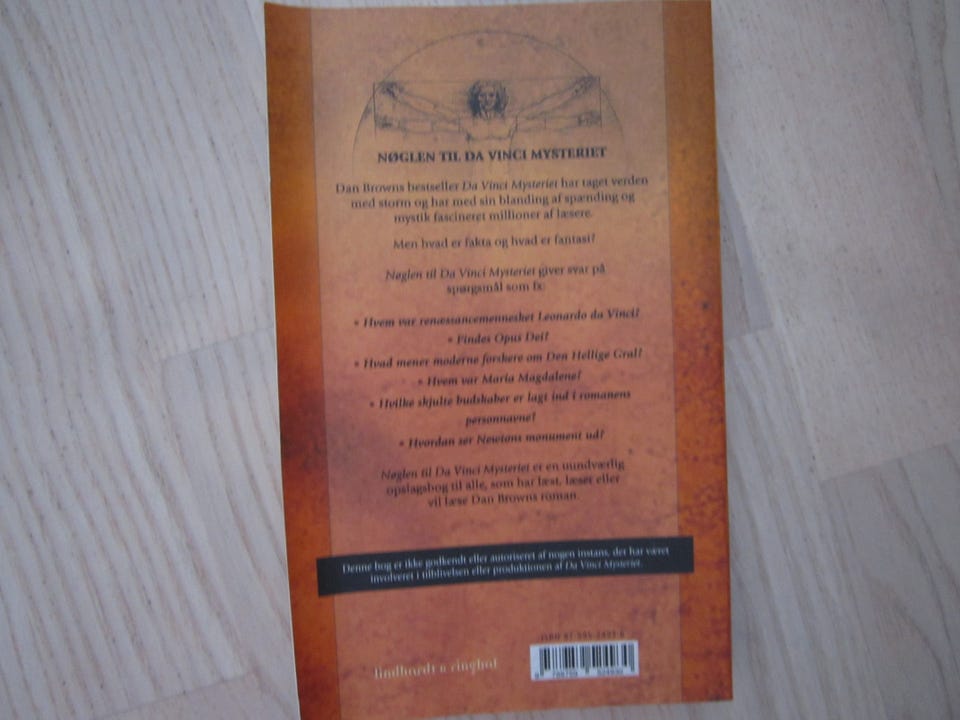 NØGLEN TIL DA VINCI MYSTERIET
Dan Browns bestseller Da Vinci Mysteriet har taget verden
med storm og har med sin blanding af spænding og
mystik fascineret millioner af læsere.
Men hvad er fakta og hvad er fantasi?
Nøglen til Da Vinci Mysteriet giver svar på
spørgsmål som fx:
• Hvem var renæssancemennesket Leonardo da Vinci?
• Findes Opus Dei?
• Hvad mener moderne forskere om Den Hellige Gral?
• Hvem var Maria Magdalene?
• Hvilke skjulte budskaber er lagt ind i romanens
personnavne?
• Hvordan ser Newtons monument ud?
Nøglen til Da Vinci Mysteriet er en uundværlig
opslagsbog til alle, som har læst, læser eller
vil læse Dan Browns roman.
Denne bog er ikke godkendt eller autoriseret af nogen instans, der har været
involveret i tilblivelsen eller produktionen af Da Vinci Mysteriet.
ISBN
lindhardt & ringhof